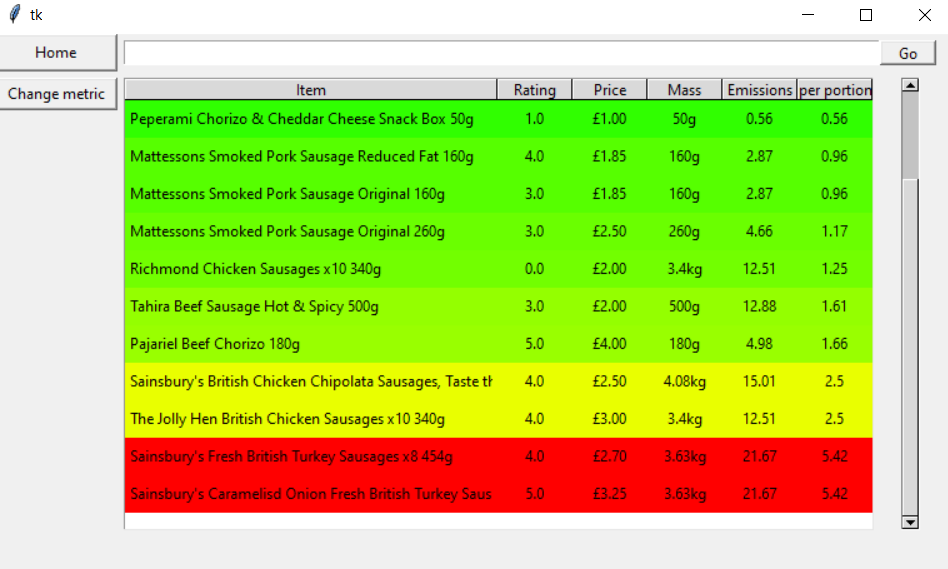 tk
Home
Go
Change metric
Item Rating Price Mass Emissions per portion
Peperami Chorizo & Cheddar Cheese Snack Box 50g 1.0 £1.00 50g 0.56 0.56
Mattessons Smoked Pork Sausage Reduced Fat 160g 4.0 £1.85 160g 2.87 0.96
Mattessons Smoked Pork Sausage Original 160g 3.0 £1.85 160g 2.87 0.96
Mattessons Smoked Pork Sausage Original 260g 3.0 £2.50 260g 4.66 1.17
Richmond Chicken Sausages x10 340g 0.0 £2.00 3.4kg 12.51 1.25
Tahira Beef Sausage Hot & Spicy 500g 3.0 £2.00 500g 12.88 1.61
Pajariel Beef Chorizo 180g 5.0 £4.00 180g 4.98 1.66
Sainsbury's British Chicken Chipolata Sausages, Taste th 4.0 £2.50 4.08kg 15.01 2.5
The Jolly Hen British Chicken Sausages x10 340g 4.0 £3.00 3.4kg 12.51 2.5
Sainsbury's Fresh British Turkey Sausages x8 454g 4.0 £2.70 3.63kg 21.67 5.42
Sainsbury's Caramelisd Onion Fresh British Turkey Saus 5.0 £3.25 3.63kg 21.67 5.42